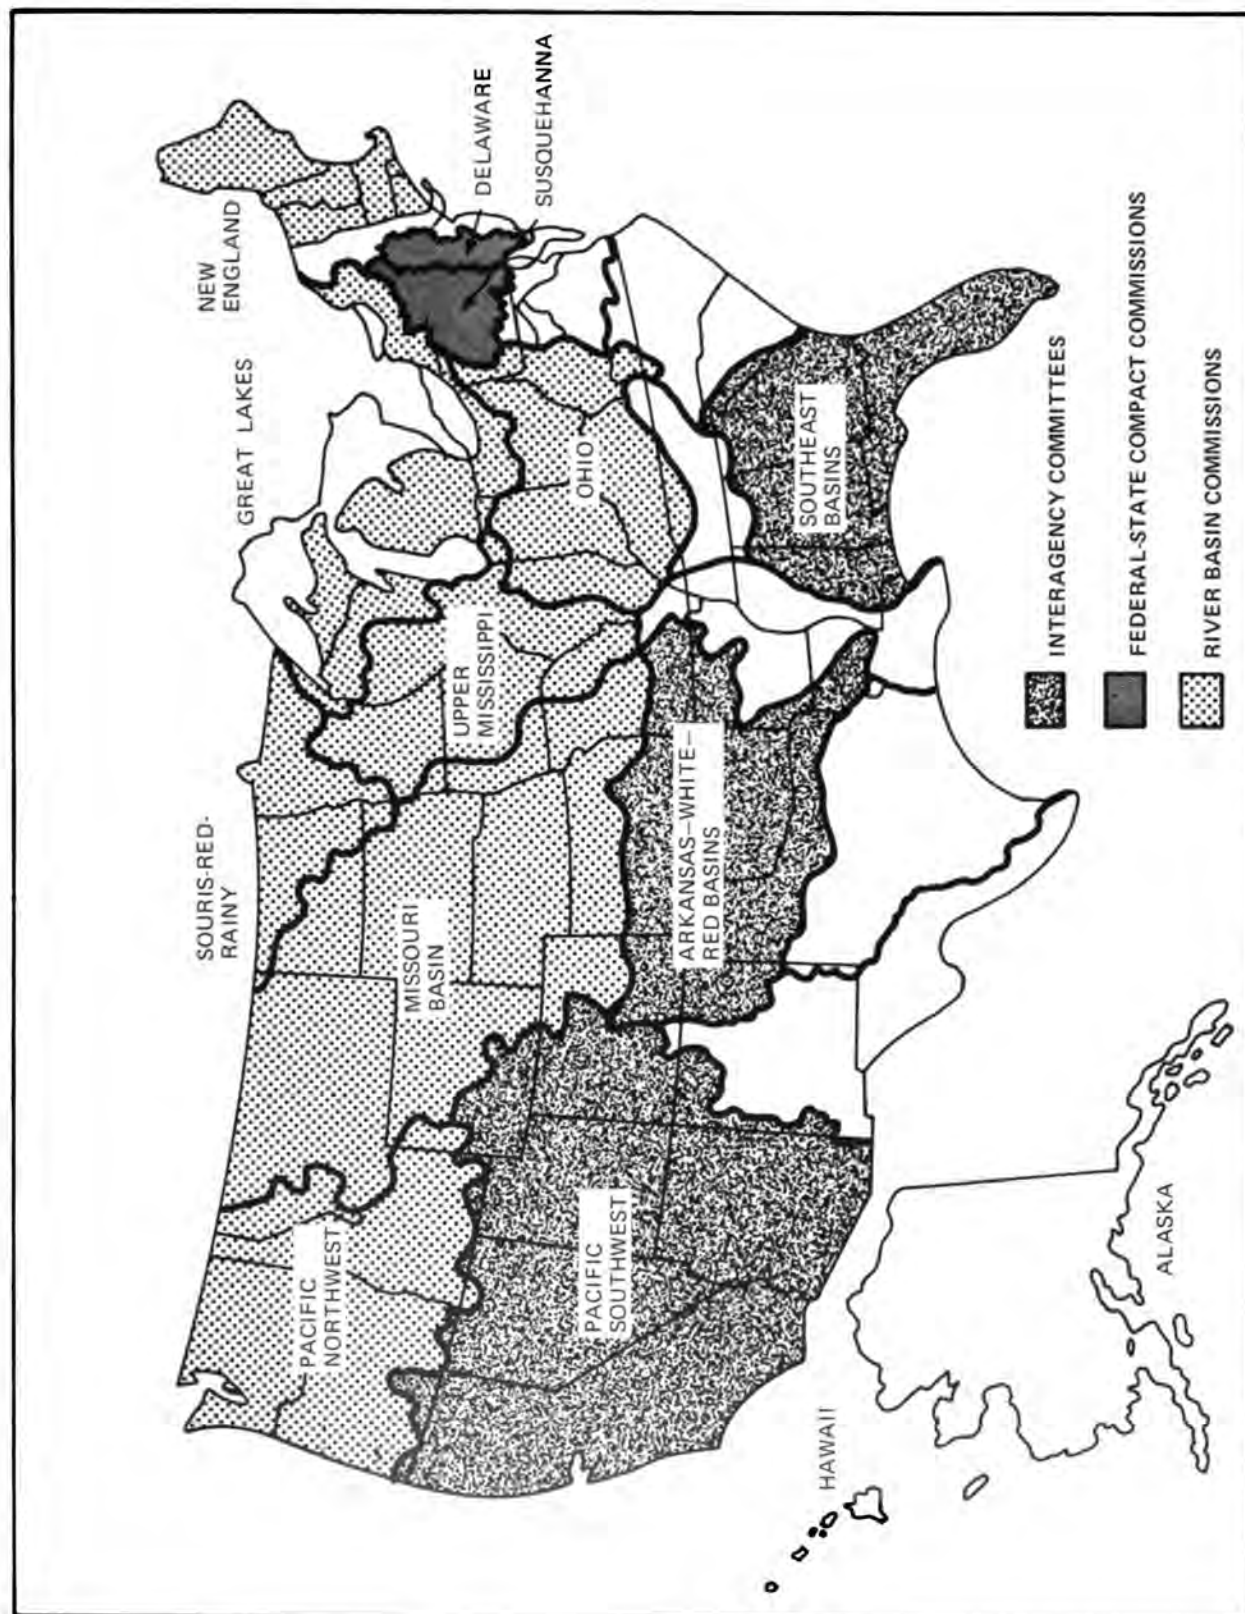 NEW
ENGLAND
GREAT LAKES
SOURIS-RED-
RAINY
DELAWARE
SUSQUEHANNA
PACIFIC
NORTHWEST
MISSOURI
BASIN
UPPER
MISSISSIPPI
OHIO
PACIFIC
SOUTHWEST
ARKANSAS—WHITE—
RED BASINS
SOUTHEAST
BASINS
HAWAII
ALASKA
INTERAGENCY COMMITTEES
FEDERAL-STATE COMPACT COMMISSIONS
RIVER BASIN COMMISSIONS